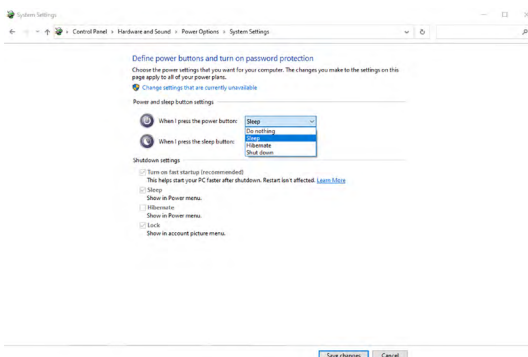 System Settings
Control Panel > Hardware and Sound > Power Options > System Settings
Define power buttons and turn on password protection
Choose the power settings that you want for your computer. The changes you make to the settings on this
page apply to all of your power plans.
Change settings that are currently unavailable
Power and sleep button settings
When I press the power button: Sleep
Do nothing
Sleep
When I press the sleep button: Hibernate
Shut down
Shutdown settings
Turn on fast startup (recommended)
This helps start your PC faster after shutdown. Restart isn't affected. Learn More
Sleep
Show in Power menu.
Hibernate
Show in Power menu.
Lock
Show in account picture menu.
Save changes Cancel